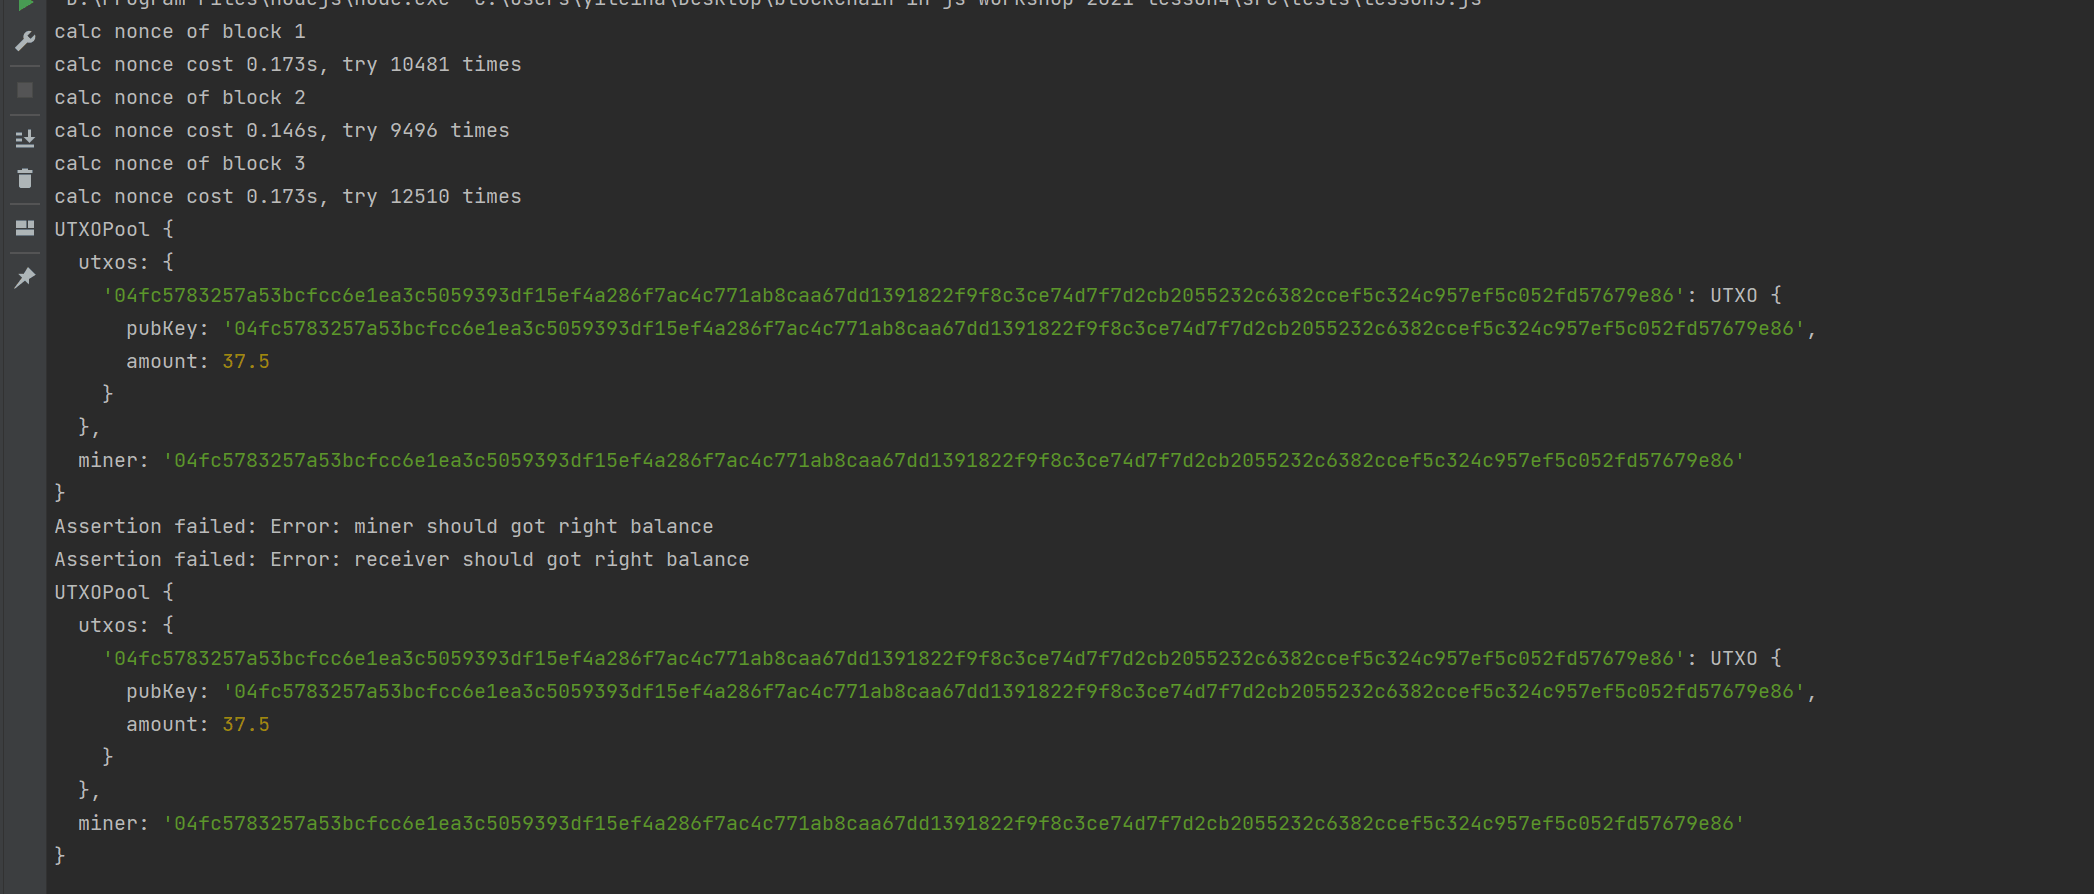 calc nonce of block 1
calc nonce cost 0.173s, try 10481 times
calc nonce of block 2
calc nonce cost 0.146s, try 9496 times
calc nonce of block 3
calc nonce cost 0.173s, try 12510 times
UTXOPool {
  utxos: {
    '04fc5783257a53bcfcc6e1ea3c5059393df15ef4a286f7ac4c771ab8caa67dd1391822f9f8c3ce74d7f7d2cb2055232c6382ccef5c324c957ef5c052fd57679e86': UTXO {
      pubKey: '04fc5783257a53bcfcc6e1ea3c5059393df15ef4a286f7ac4c771ab8caa67dd1391822f9f8c3ce74d7f7d2cb2055232c6382ccef5c324c957ef5c052fd57679e86',
      amount: 37.5
    }
  },
  miner: '04fc5783257a53bcfcc6e1ea3c5059393df15ef4a286f7ac4c771ab8caa67dd1391822f9f8c3ce74d7f7d2cb2055232c6382ccef5c324c957ef5c052fd57679e86'
}
Assertion failed: Error: miner should got right balance
Assertion failed: Error: receiver should got right balance
UTXOPool {
  utxos: {
    '04fc5783257a53bcfcc6e1ea3c5059393df15ef4a286f7ac4c771ab8caa67dd1391822f9f8c3ce74d7f7d2cb2055232c6382ccef5c324c957ef5c052fd57679e86': UTXO {
      pubKey: '04fc5783257a53bcfcc6e1ea3c5059393df15ef4a286f7ac4c771ab8caa67dd1391822f9f8c3ce74d7f7d2cb2055232c6382ccef5c324c957ef5c052fd57679e86',
      amount: 37.5
    }
  },
  miner: '04fc5783257a53bcfcc6e1ea3c5059393df15ef4a286f7ac4c771ab8caa67dd1391822f9f8c3ce74d7f7d2cb2055232c6382ccef5c324c957ef5c052fd57679e86'
}